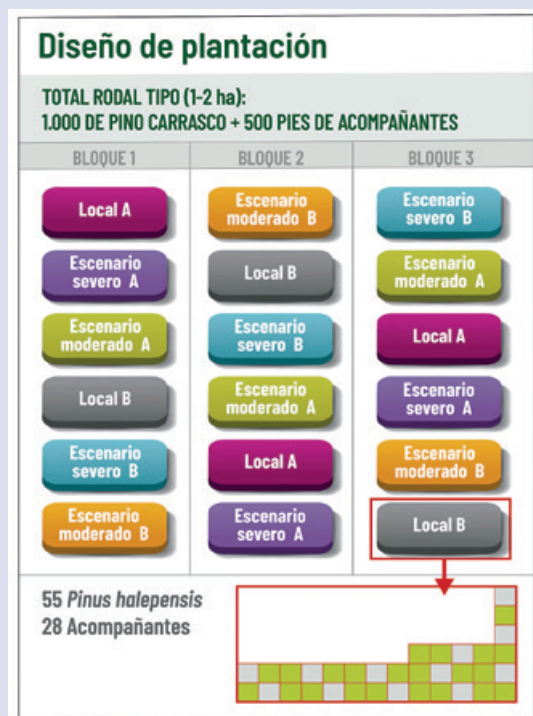 Diseño de plantación
TOTAL RODAL TIPO (1-2 ha):
1.000 DE PINO CARRASCO + 500 PIES DE ACOMPAÑANTES
BLOQUE 1
Local A
Escenario
severo A
Escenario
moderado A
Local B
Escenario
severo B
Escenario
moderado B
BLOQUE 2
Escenario
moderado B
Local B
Escenario
severo B
Escenario
moderado A
Local A
Escenario
severo A
BLOQUE 3
Escenario
severo B
Escenario
moderado A
Local A
Escenario
severo A
Escenario
moderado B
Local B
55 Pinus halepensis
28 Acompañantes